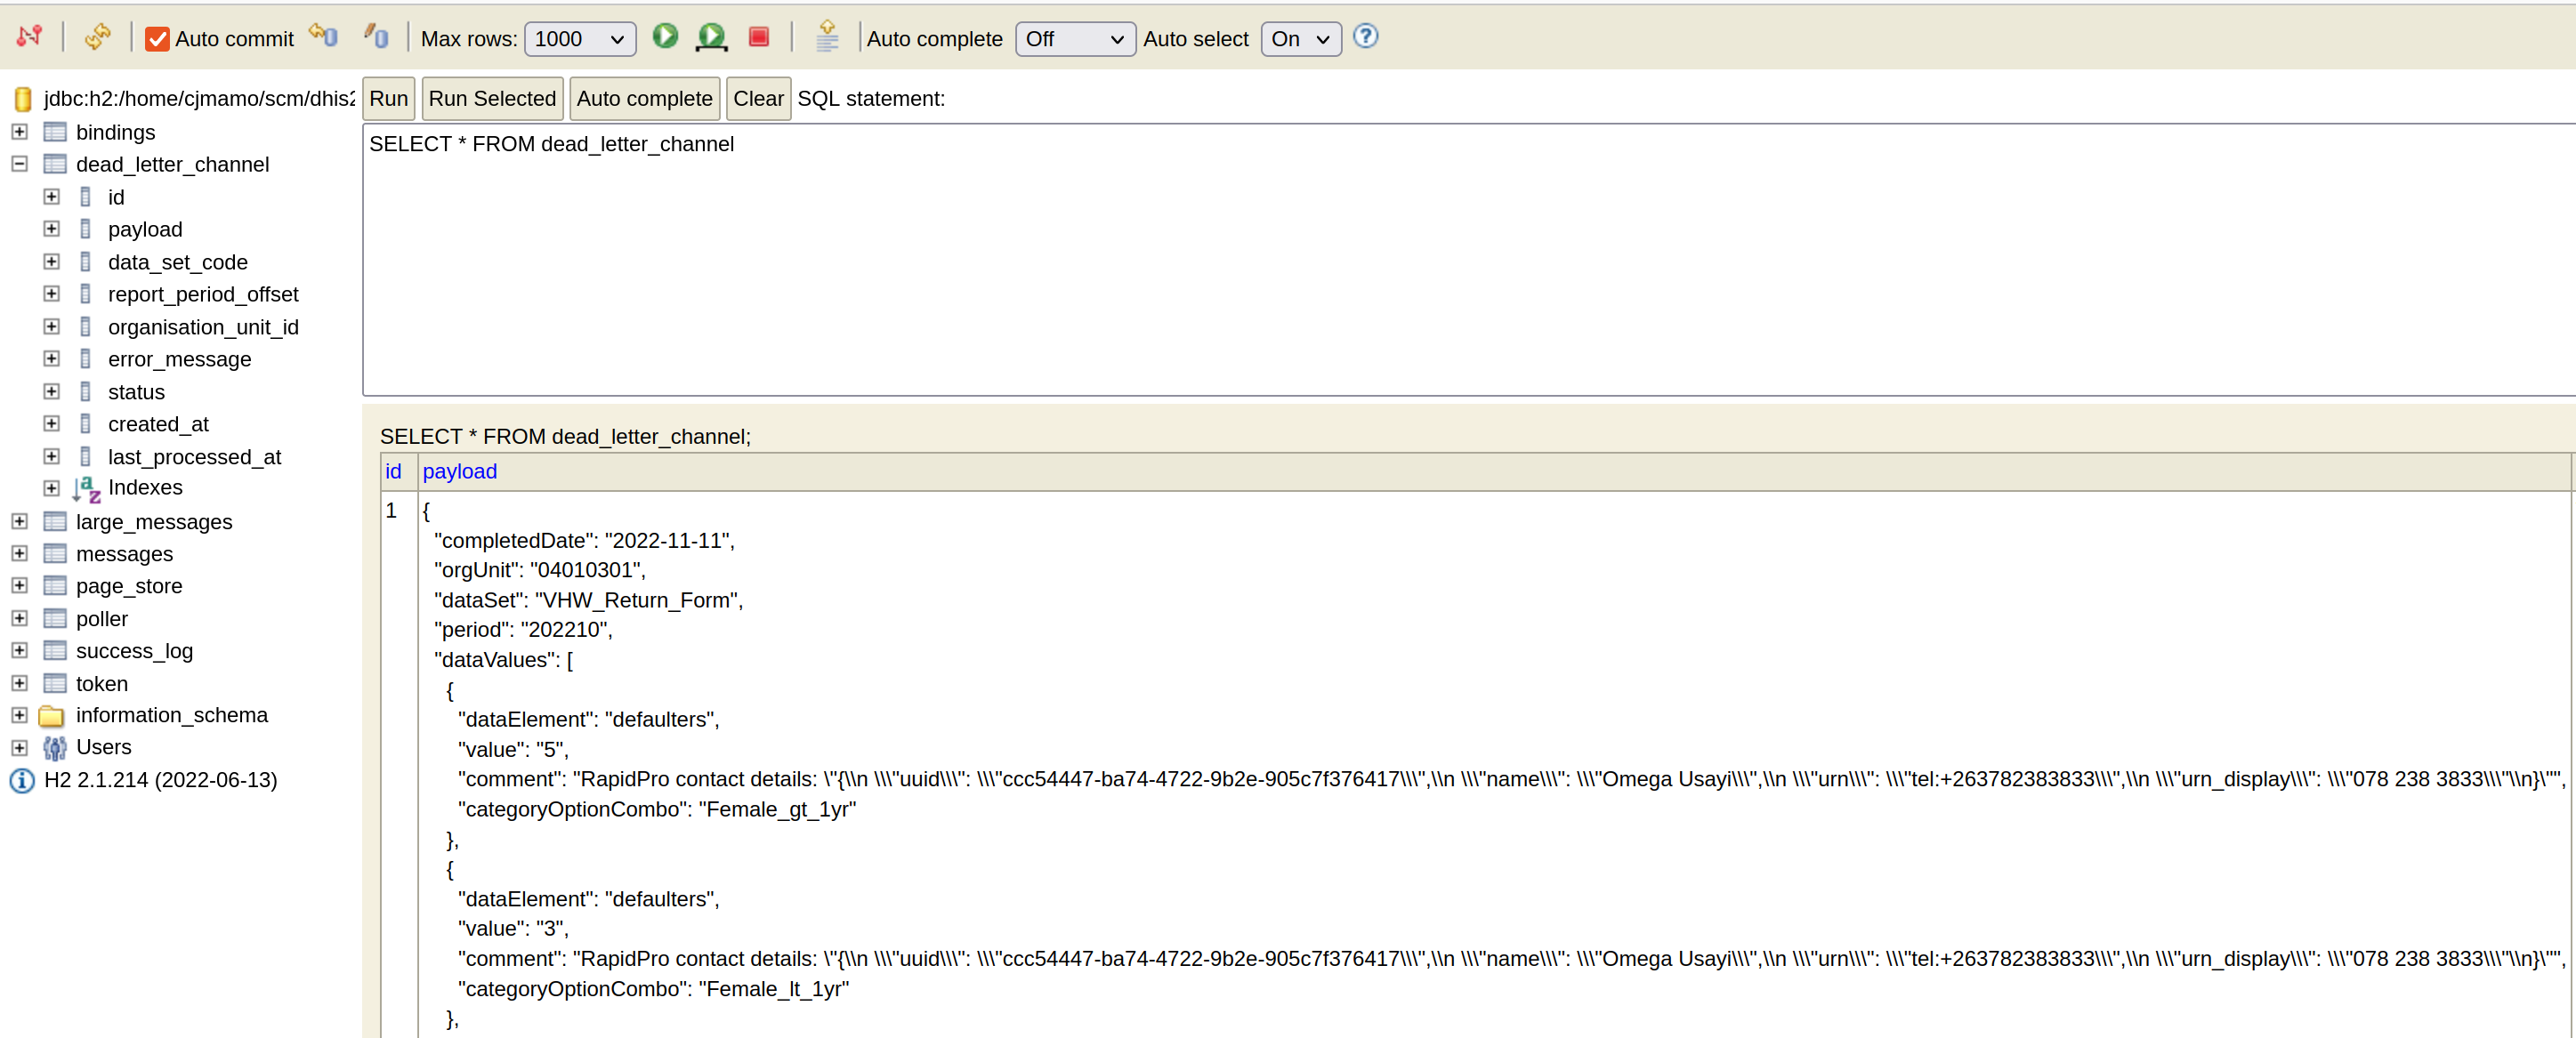 Auto commit Max rows: 1000 Auto complete Off Auto select On
jdbc:h2:/home/cjmamo/scm/dhis2
bindings
dead_letter_channel
id
payload
data_set_code
report_period_offset
organisation_unit_id
error_message
status
created_at
last_processed_at
Indexes
large_messages
messages
page_store
poller
success_log
token
information_schema
Users
H2 2.1.214 (2022-06-13)
Run Run Selected Auto complete Clear SQL statement:
SELECT * FROM dead_letter_channel
SELECT * FROM dead_letter_channel;
id payload
1 {
"completedDate": "2022-11-11",
"orgUnit": "04010301",
"dataSet": "VHW_Return_Form",
"period": "202210",
"dataValues": [
{
"dataElement": "defaulters",
"value": "5",
"comment": "RapidPro contact details: \"{\\n \\\"uuid\\\": \\\"ccc54447-ba74-4722-9b2e-905c7f376417\\\",\\n \\\"name\\\": \\\"Omega Usayi\\\",\\n \\\"urn\\\": \\\"tel:+263782383833\\\",\\n \\\"urn_display\\\": \\\"078 238 3833\\\"\\n}\"",
"categoryOptionCombo": "Female_gt_1yr"
},
{
"dataElement": "defaulters",
"value": "3",
"comment": "RapidPro contact details: \"{\\n \\\"uuid\\\": \\\"ccc54447-ba74-4722-9b2e-905c7f376417\\\",\\n \\\"name\\\": \\\"Omega Usayi\\\",\\n \\\"urn\\\": \\\"tel:+263782383833\\\",\\n \\\"urn_display\\\": \\\"078 238 3833\\\"\\n}\"",
"categoryOptionCombo": "Female_lt_1yr"
},